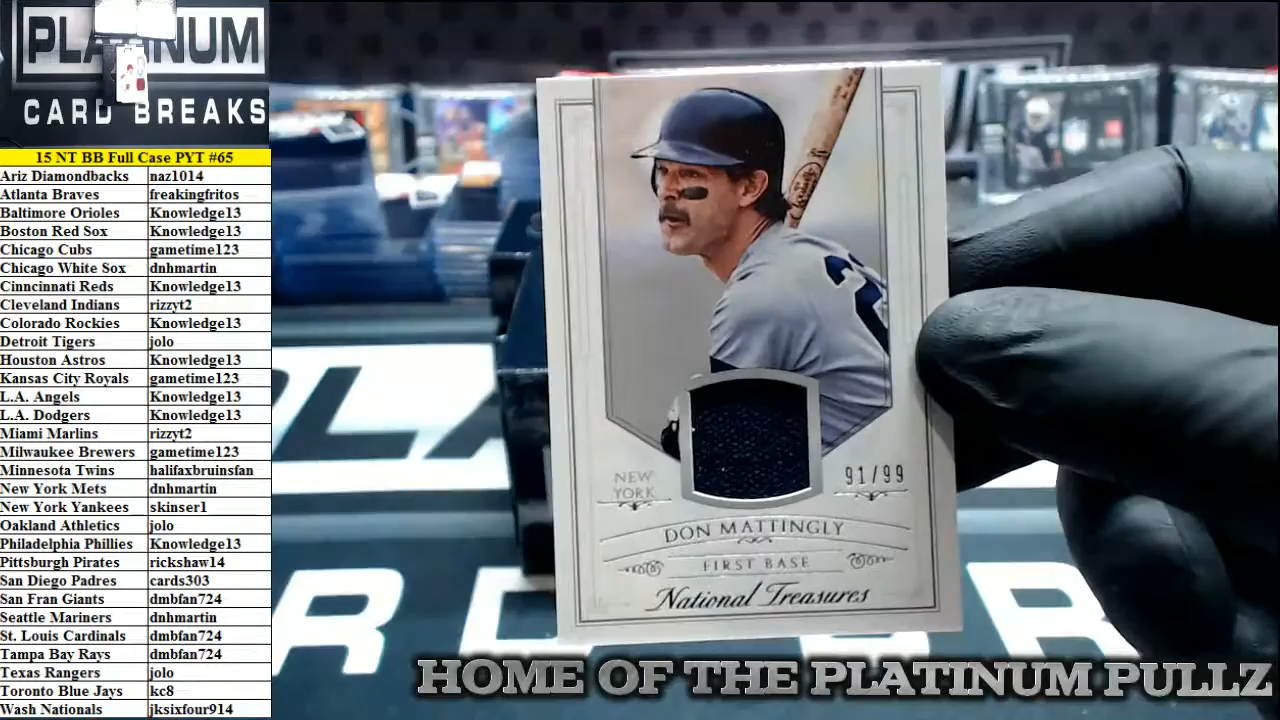 PLATINUM
CARD BREAKS
15 NT BB Full Case PYT #65
Ariz Diamondbacks naz1014
Atlanta Braves freakingfritos
Baltimore Orioles Knowledge13
Boston Red Sox Knowledge13
Chicago Cubs gametime123
Chicago White Sox dnhmartin
Cinncinnati Reds Knowledge13
Cleveland Indians rizzyt2
Colorado Rockies Knowledge13
Detroit Tigers jolo
Houston Astros Knowledge13
Kansas City Royals gametime123
L.A. Angels Knowledge13
L.A. Dodgers Knowledge13
Miami Marlins rizzyt2
Milwaukee Brewers gametime123
Minnesota Twins halifaxbruinsfan
New York Mets dnhmartin
New York Yankees skinser1
Oakland Athletics jolo
Philadelphia Phillies Knowledge13
Pittsburgh Pirates rickshaw14
San Diego Padres cards303
San Fran Giants dmbfan724
Seattle Mariners dnhmartin
St. Louis Cardinals dmbfan724
Tampa Bay Rays dmbfan724
Texas Rangers jolo
Toronto Blue Jays kc8
Wash Nationals jksixfour914
NEW
YORK
91/99
DON MATTINGLY
FIRST BASE
National Treasures
HOME OF THE PLATINUM PULLZ